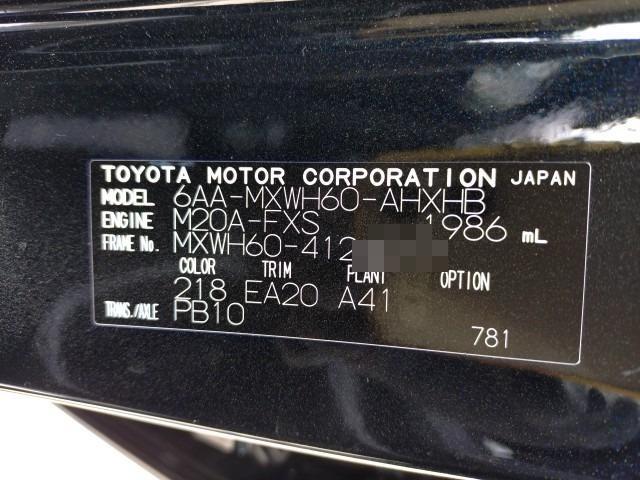 TOYOTA MOTOR CORPORATION JAPAN
MODEL 6AA-MXWH60-AHXHB
ENGINE M20A-FXS 1986 mL
FRAME No. MXWH60-412
COLOR TRIM PLANT OPTION
218 EA20 A41
TRANS./AXLE PB10
781